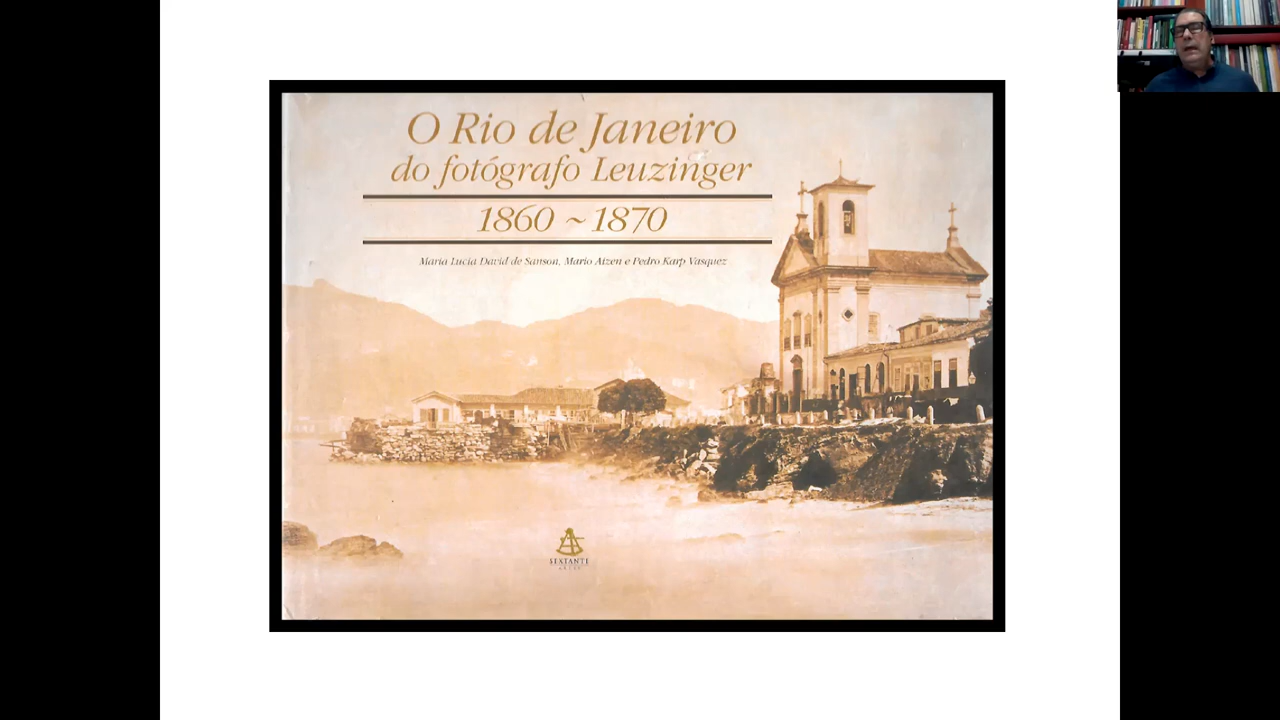 O Rio de Janeiro
do fotógrafo Leuzinger
1860 ~ 1870
Maria Lucia David de Sanson, Mario Aizen e Pedro Karp Vasquez
SEXTANTE
ARTES